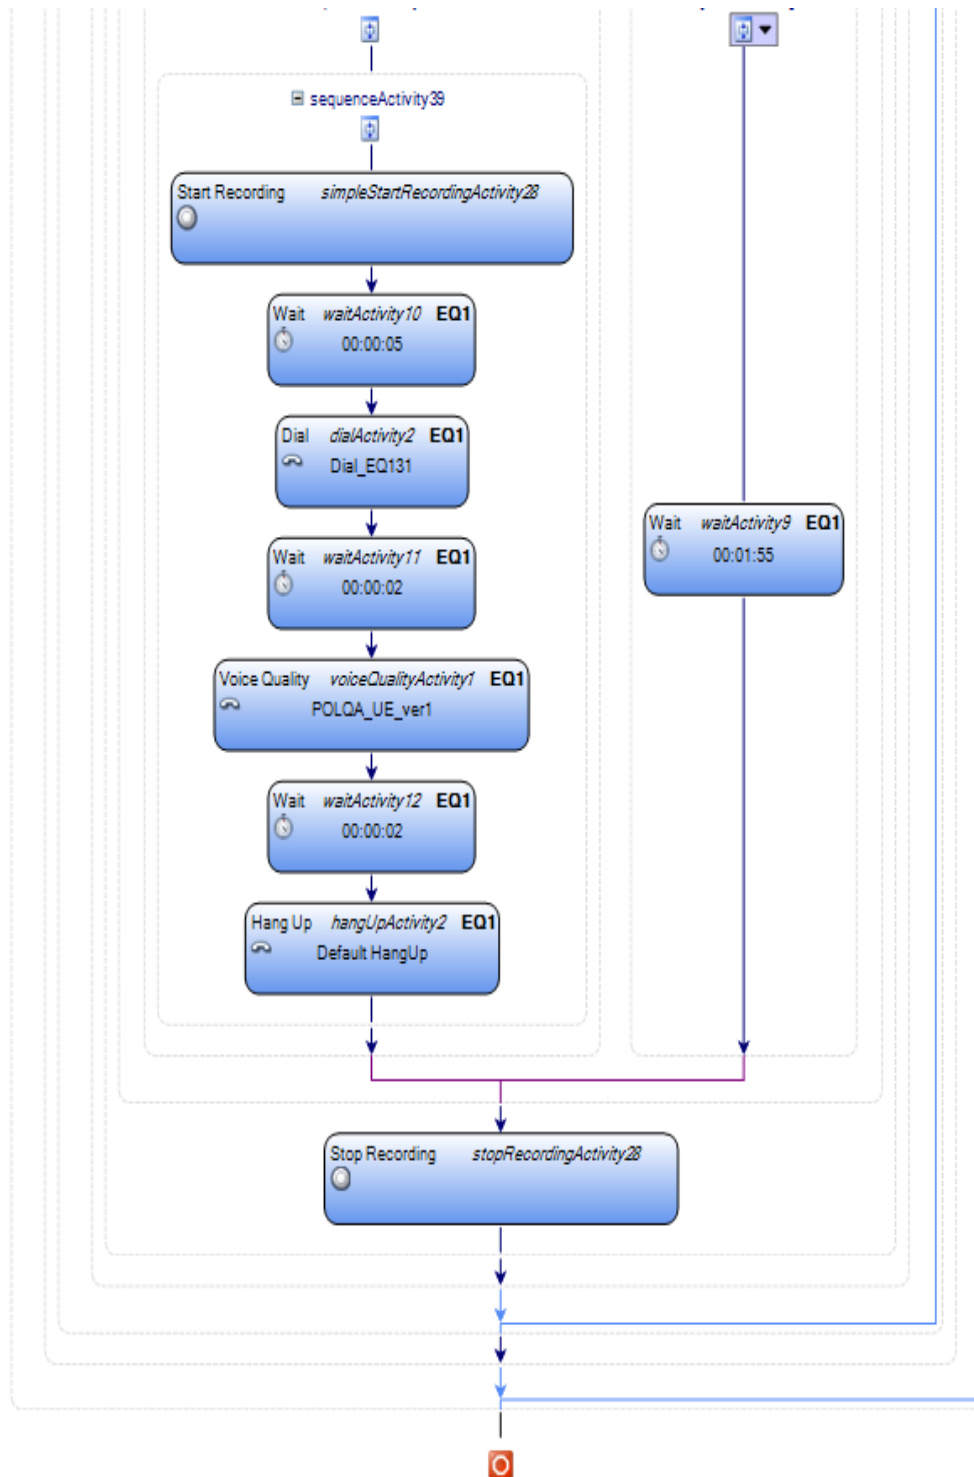 sequenceActivity39
Start Recording simpleStartRecordingActivity28
Wait waitActivity10 EQ1
00:00:05
Dial dialActivity2 EQ1
Dial_EQ131
Wait waitActivity11 EQ1
00:00:02
Voice Quality voiceQualityActivity1 EQ1
POLQA_UE_ver1
Wait waitActivity12 EQ1
00:00:02
Hang Up hangUpActivity2 EQ1
Default HangUp
Wait waitActivity9 EQ1
00:01:55
Stop Recording stopRecordingActivity28